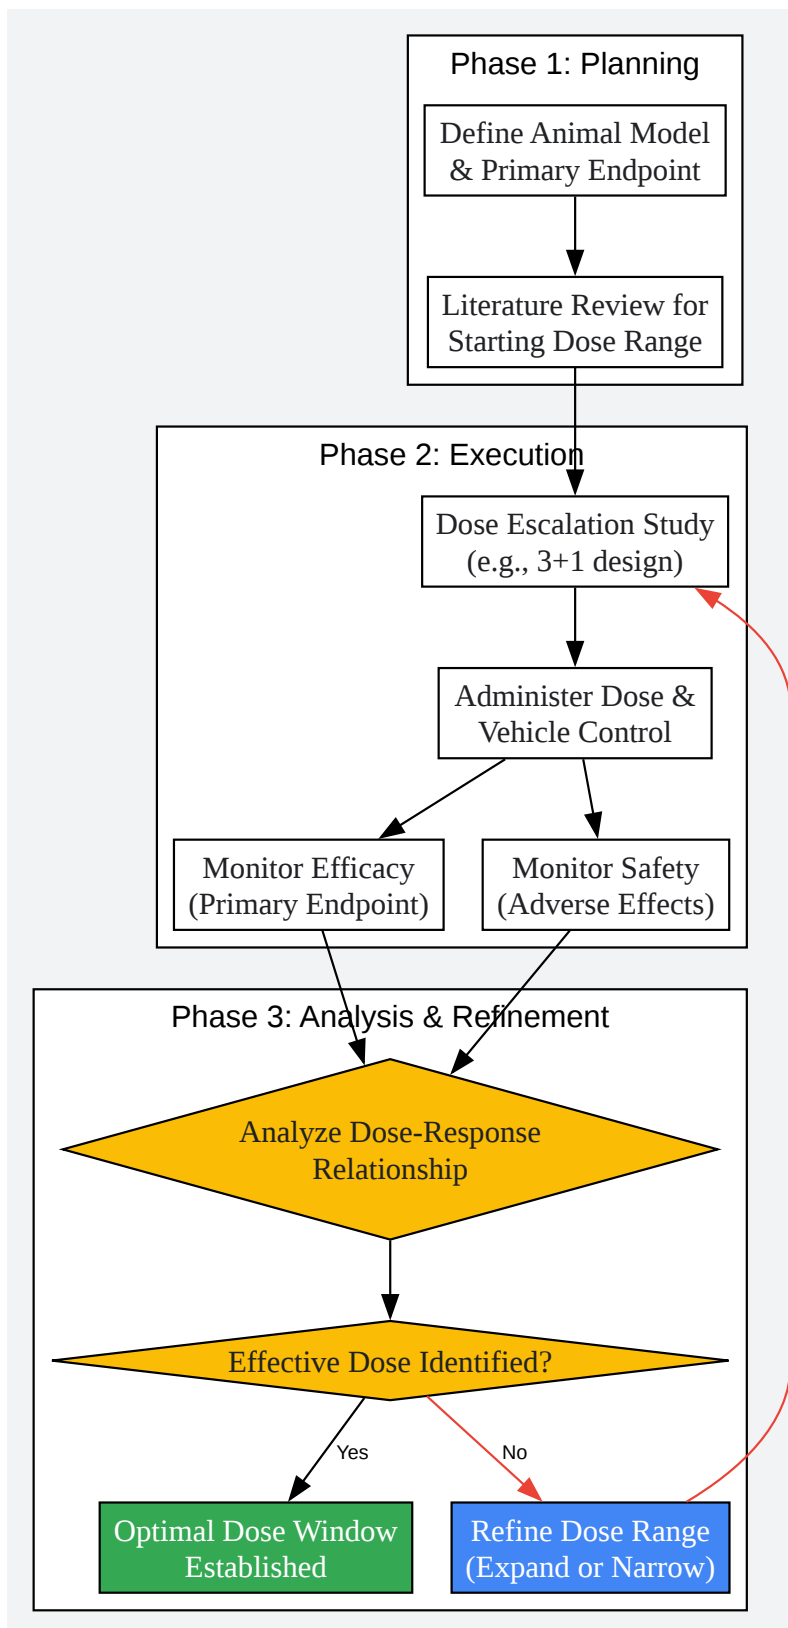 Phase 1: Planning
Define Animal Model
& Primary Endpoint
Literature Review for
Starting Dose Range
Phase 2: Execution
Dose Escalation Study
(e.g., 3+1 design)
Administer Dose &
Vehicle Control
Monitor Efficacy
(Primary Endpoint)
Monitor Safety
(Adverse Effects)
Phase 3: Analysis & Refinement
Analyze Dose-Response
Relationship
Effective Dose Identified?
Yes
No
Optimal Dose Window
Established
Refine Dose Range
(Expand or Narrow)